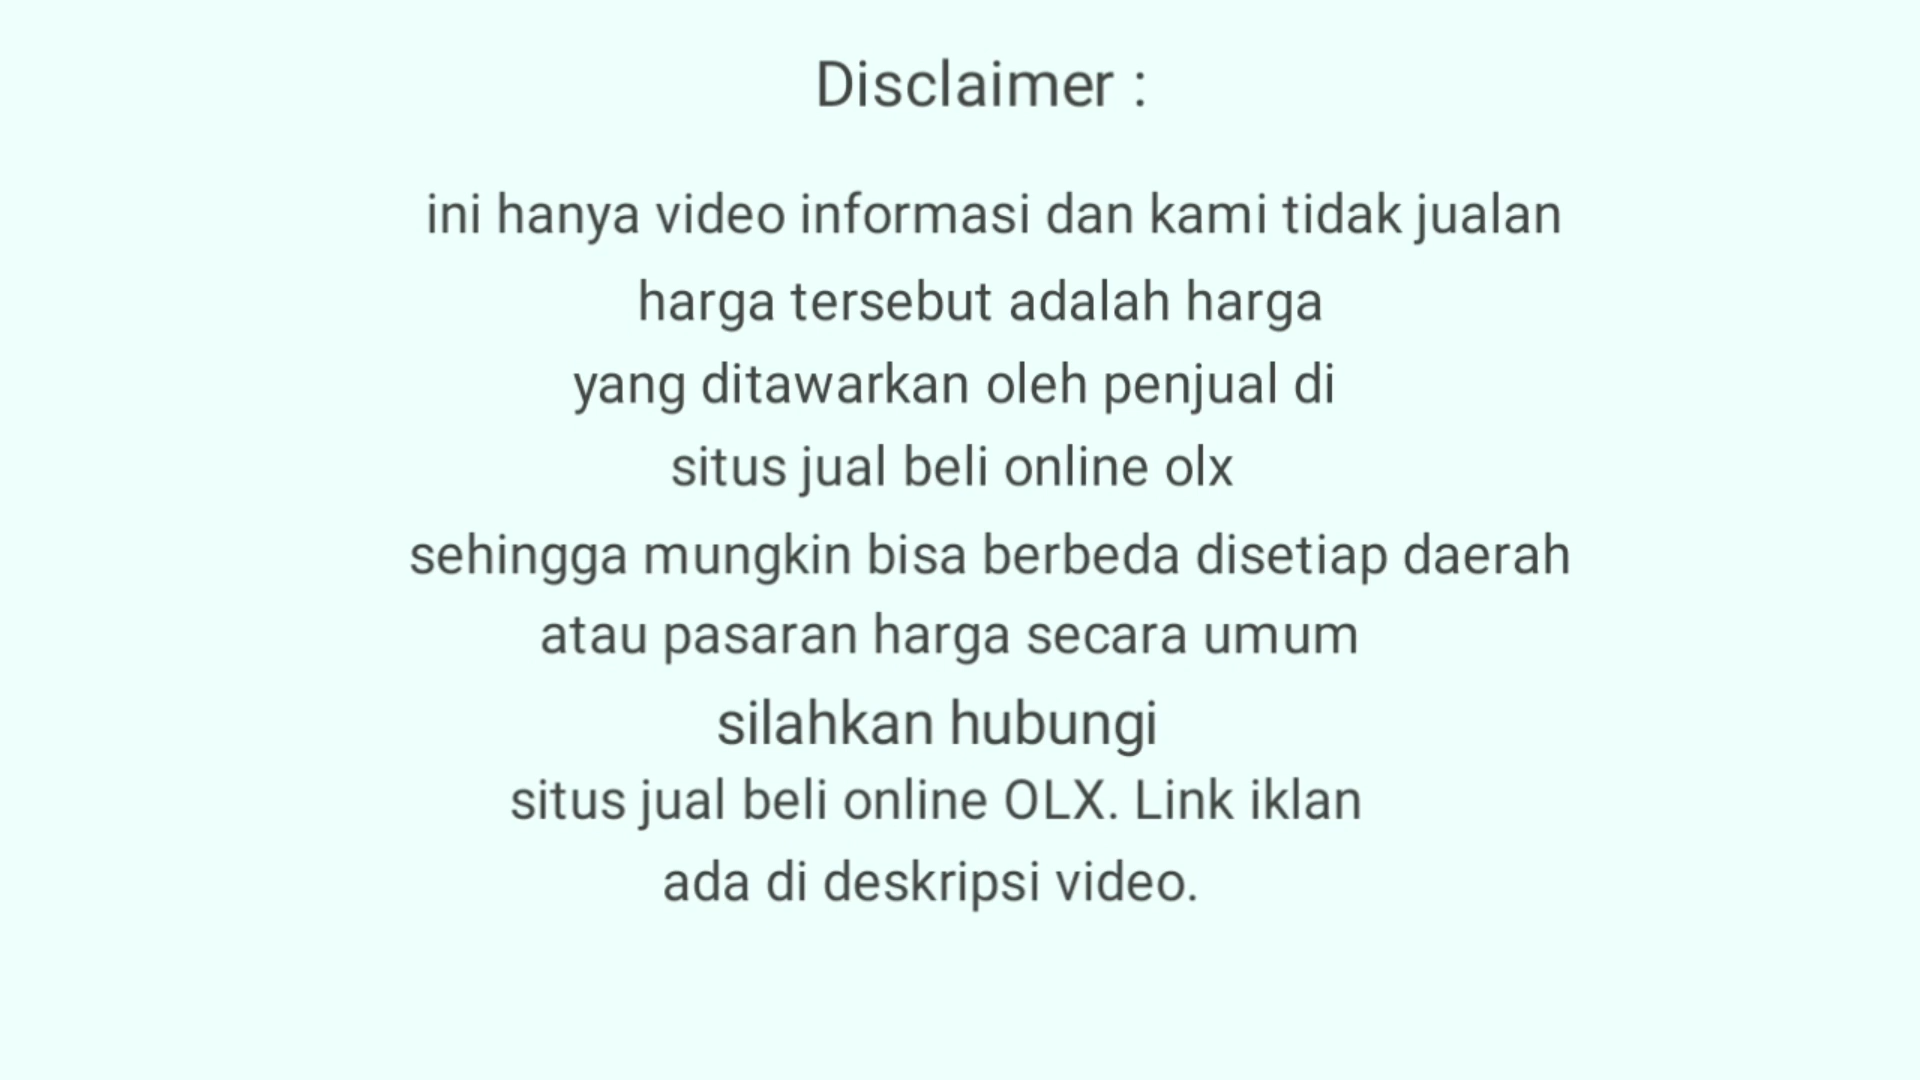 Disclaimer :
ini hanya video informasi dan kami tidak jualan
harga tersebut adalah harga
yang ditawarkan oleh penjual di
situs jual beli online olx
sehingga mungkin bisa berbeda disetiap daerah
atau pasaran harga secara umum
silahkan hubungi
situs jual beli online OLX. Link iklan
ada di deskripsi video.